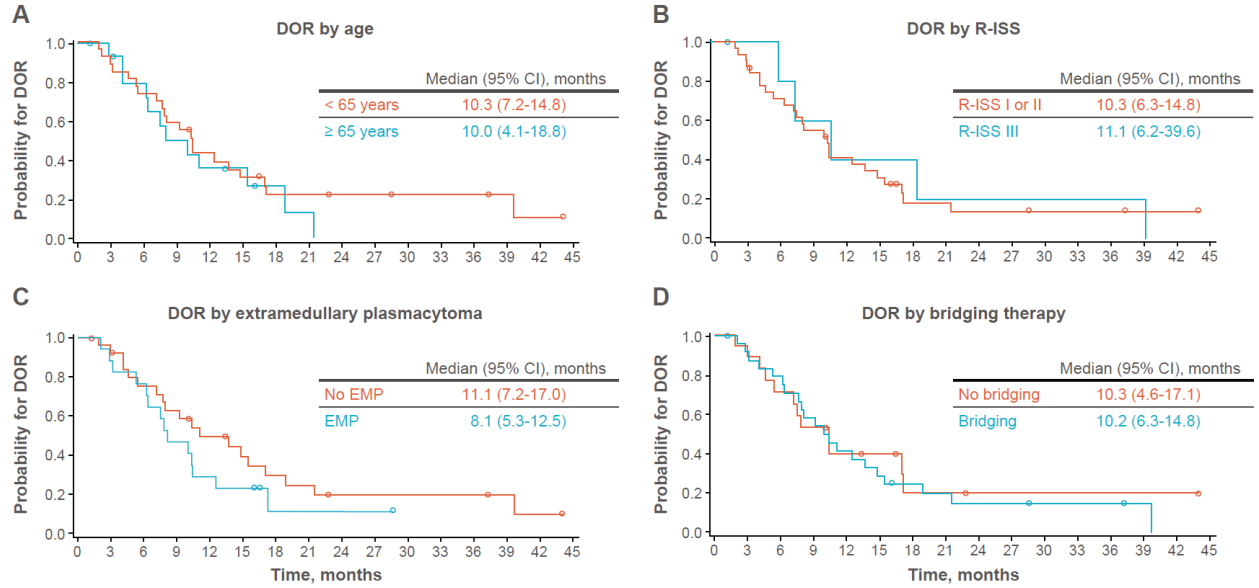 A
DOR by age
Probability for DOR
1.0
0.8
0.6
0.4
0.2
0.0
Median (95% CI), months
< 65 years 10.3 (7.2-14.8)
≥ 65 years 10.0 (4.1-18.8)
0 3 6 9 12 15 18 21 24 27 30 33 36 39 42 45
B
DOR by R-ISS
Probability for DOR
1.0
0.8
0.6
0.4
0.2
0.0
Median (95% CI), months
R-ISS I or II 10.3 (6.3-14.8)
R-ISS III 11.1 (6.2-39.6)
0 3 6 9 12 15 18 21 24 27 30 33 36 39 42 45
C
DOR by extramedullary plasmacytoma
Probability for DOR
1.0
0.8
0.6
0.4
0.2
0.0
Median (95% CI), months
No EMP 11.1 (7.2-17.0)
EMP 8.1 (5.3-12.5)
0 3 6 9 12 15 18 21 24 27 30 33 36 39 42 45
Time, months
D
DOR by bridging therapy
Probability for DOR
1.0
0.8
0.6
0.4
0.2
0.0
Median (95% CI), months
No bridging 10.3 (4.6-17.1)
Bridging 10.2 (6.3-14.8)
0 3 6 9 12 15 18 21 24 27 30 33 36 39 42 45
Time, months